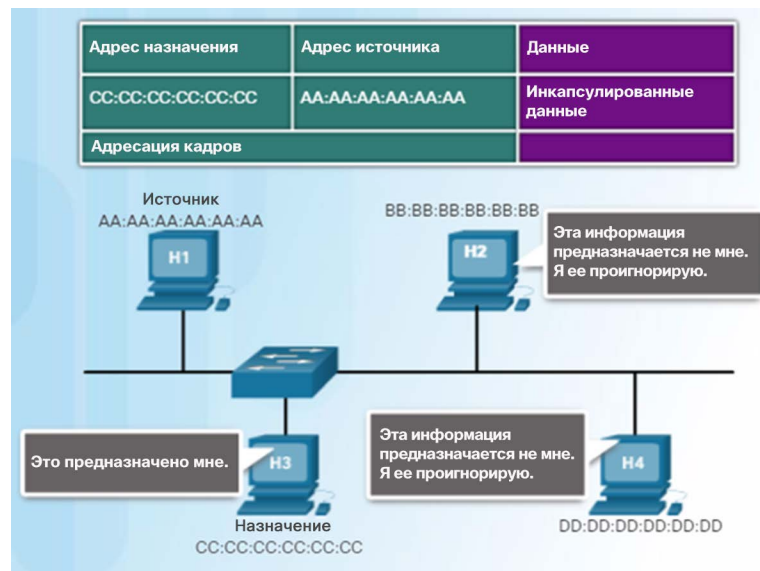 Адрес назначения
Адрес источника
Данные
CC:CC:CC:CC:CC:CC
AA:AA:AA:AA:AA:AA
Инкапсулированные
данные
Адресация кадров
Источник
AA:AA:AA:AA:AA:AA
H1
BB:BB:BB:BB:BB:BB
H2
Эта информация
предназначается не мне.
Я ее проигнорирую.
Это предназначено мне.
H3
Назначение
CC:CC:CC:CC:CC:CC
Эта информация
предназначается не мне.
Я ее проигнорирую.
H4
DD:DD:DD:DD:DD:DD